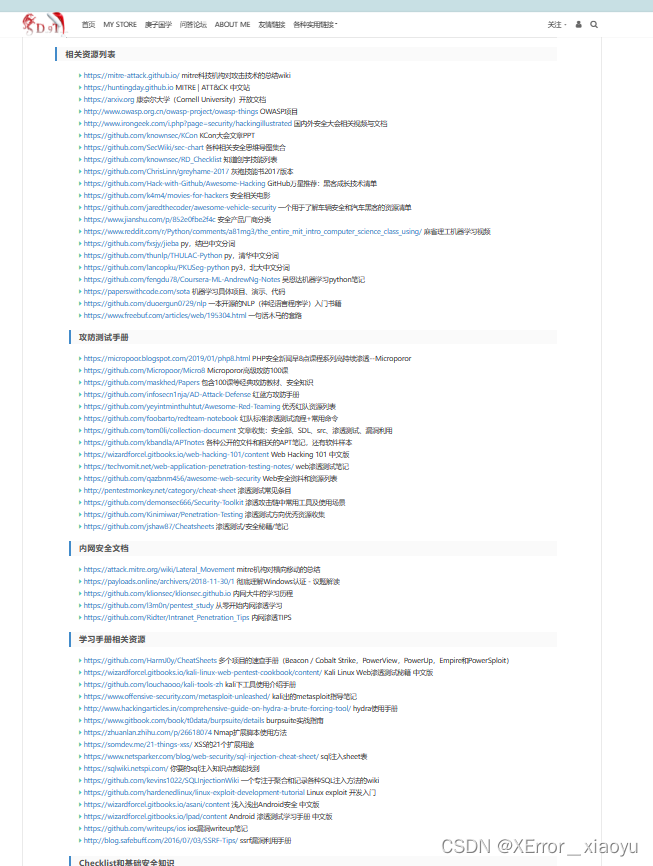 SD.9T
首页 MY STORE 庚子国学 问答论坛 ABOUT ME 友情链接 各种实用链接 关注
相关资源列表
https://mitre-attack.github.io/ mitre科技机构对攻击技术的总结wiki
https://huntingday.github.io MITRE | ATT&CK 中文站
https://arxiv.org 康奈尔大学（Cornell University）开放文档
http://www.owasp.org.cn/owasp-project/owasp-things OWASP项目
http://www.irongeek.com/i.php?page=security/hackingillustrated 国内外安全大会相关视频与文档
https://github.com/knownsec/KCon KCon大会文章PPT
https://github.com/SecWiki/sec-chart 各种相关安全思维导图集合
https://github.com/knownsec/RD_Checklist 知道创宇技能列表
https://github.com/ChrisLinn/greyhame-2017 灰袍技能书2017版本
https://github.com/Hack-with-Github/Awesome-Hacking GitHub万星推荐：黑客成长技术清单
https://github.com/k4m4/movies-for-hackers 安全相关电影
https://github.com/jaredthecoder/awesome-vehicle-security 一个用于了解车辆安全和汽车黑客的资源清单
https://www.jianshu.com/p/852e0fbe2f4c 安全产品厂商分类
https://www.reddit.com/r/Python/comments/a81mg3/the_entire_mit_intro_computer_science_class_using/ 麻省理工机器学习视频
https://github.com/fxsjy/jieba py，结巴中文分词
https://github.com/thunlp/THULAC-Python py，清华中文分词
https://github.com/lancopku/PKUSeg-python py3，北大中文分词
https://github.com/fengdu78/Coursera-ML-AndrewNg-Notes 吴恩达机器学习python笔记
https://paperswithcode.com/sota 机器学习具体项目、演示、代码
https://github.com/duoergun0729/nlp 一本开源的NLP（神经语言程序学）入门书籍
https://www.freebuf.com/articles/web/195304.html 一句话木马的套路
攻防测试手册
https://micropoor.blogspot.com/2019/01/php8.html PHP安全新闻早8点课程系列高持续渗透--Microporor
https://github.com/Micropoor/Micro8 Microporor高级攻防100课
https://github.com/maskhed/Papers 包含100课等经典攻防教材、安全知识
https://github.com/infosecn1nja/AD-Attack-Defense 红蓝方攻防手册
https://github.com/yeyintminthuhtut/Awesome-Red-Teaming 优秀红队资源列表
https://github.com/foobarto/redteam-notebook 红队标准渗透测试流程+常用命令
https://github.com/tom0li/collection-document 文章收集：安全部、SDL、src、渗透测试、漏洞利用
https://github.com/kbandla/APTnotes 各种公开的文件和相关的APT笔记，还有软件样本
https://wizardforcel.gitbooks.io/web-hacking-101/content Web Hacking 101 中文版
https://techvomit.net/web-application-penetration-testing-notes/ web渗透测试笔记
https://github.com/qazbnm456/awesome-web-security Web安全资料和资源列表
http://pentestmonkey.net/category/cheat-sheet 渗透测试常见条目
https://github.com/demonsec666/Security-Toolkit 渗透攻击链中常用工具及使用场景
https://github.com/Kinimiwar/Penetration-Testing 渗透测试方向优秀资源收集
https://github.com/jshaw87/Cheatsheets 渗透测试/安全秘籍/笔记
内网安全文档
https://attack.mitre.org/wiki/Lateral_Movement mitre机构对横向移动的总结
https://payloads.online/archivers/2018-11-30/1 彻底理解Windows认证 - 议题解读
https://github.com/klionsec/klionsec.github.io 内网大牛的学习历程
https://github.com/l3m0n/pentest_study 从零开始内网渗透学习
https://github.com/Ridter/Intranet_Penetration_Tips 内网渗透TIPS
学习手册相关资源
https://github.com/HarmJ0y/CheatSheets 多个项目的速查手册（Beacon / Cobalt Strike，PowerView，PowerUp，Empire和PowerSploit）
https://wizardforcel.gitbooks.io/kali-linux-web-pentest-cookbook/content/ Kali Linux Web渗透测试秘籍 中文版
https://github.com/louchaooo/kali-tools-zh kali下工具使用介绍手册
https://www.offensive-security.com/metasploit-unleashed/ kali出的metasploit指导笔记
http://www.hackingarticles.in/comprehensive-guide-on-hydra-a-brute-forcing-tool/ hydra使用手册
https://www.gitbook.com/book/t0data/burpsuite/details burpsuite实战指南
https://zhuanlan.zhihu.com/p/26618074 Nmap扩展脚本使用方法
https://somdev.me/21-things-xss/ XSS的21个扩展用途
https://www.netsparker.com/blog/web-security/sql-injection-cheat-sheet/ sql注入sheet表
https://sqlwiki.netspi.com/ 你要的sql注入知识点都能找到
https://github.com/kevins1022/SQLInjectionWiki 一个专注于聚合和记录各种SQL注入方法的wiki
https://github.com/hardenedlinux/linux-exploit-development-tutorial Linux exploit 开发入门
https://wizardforcel.gitbooks.io/asani/content 浅入浅出Android安全 中文版
https://wizardforcel.gitbooks.io/lpad/content Android 渗透测试学习手册 中文版
https://github.com/writeups/ios ios漏洞writeup笔记
http://blog.safebuff.com/2016/07/03/SSRF-Tips/ ssrf漏洞利用手册
CSDN @XError__xiaoyu
Checklist和基础安全知识